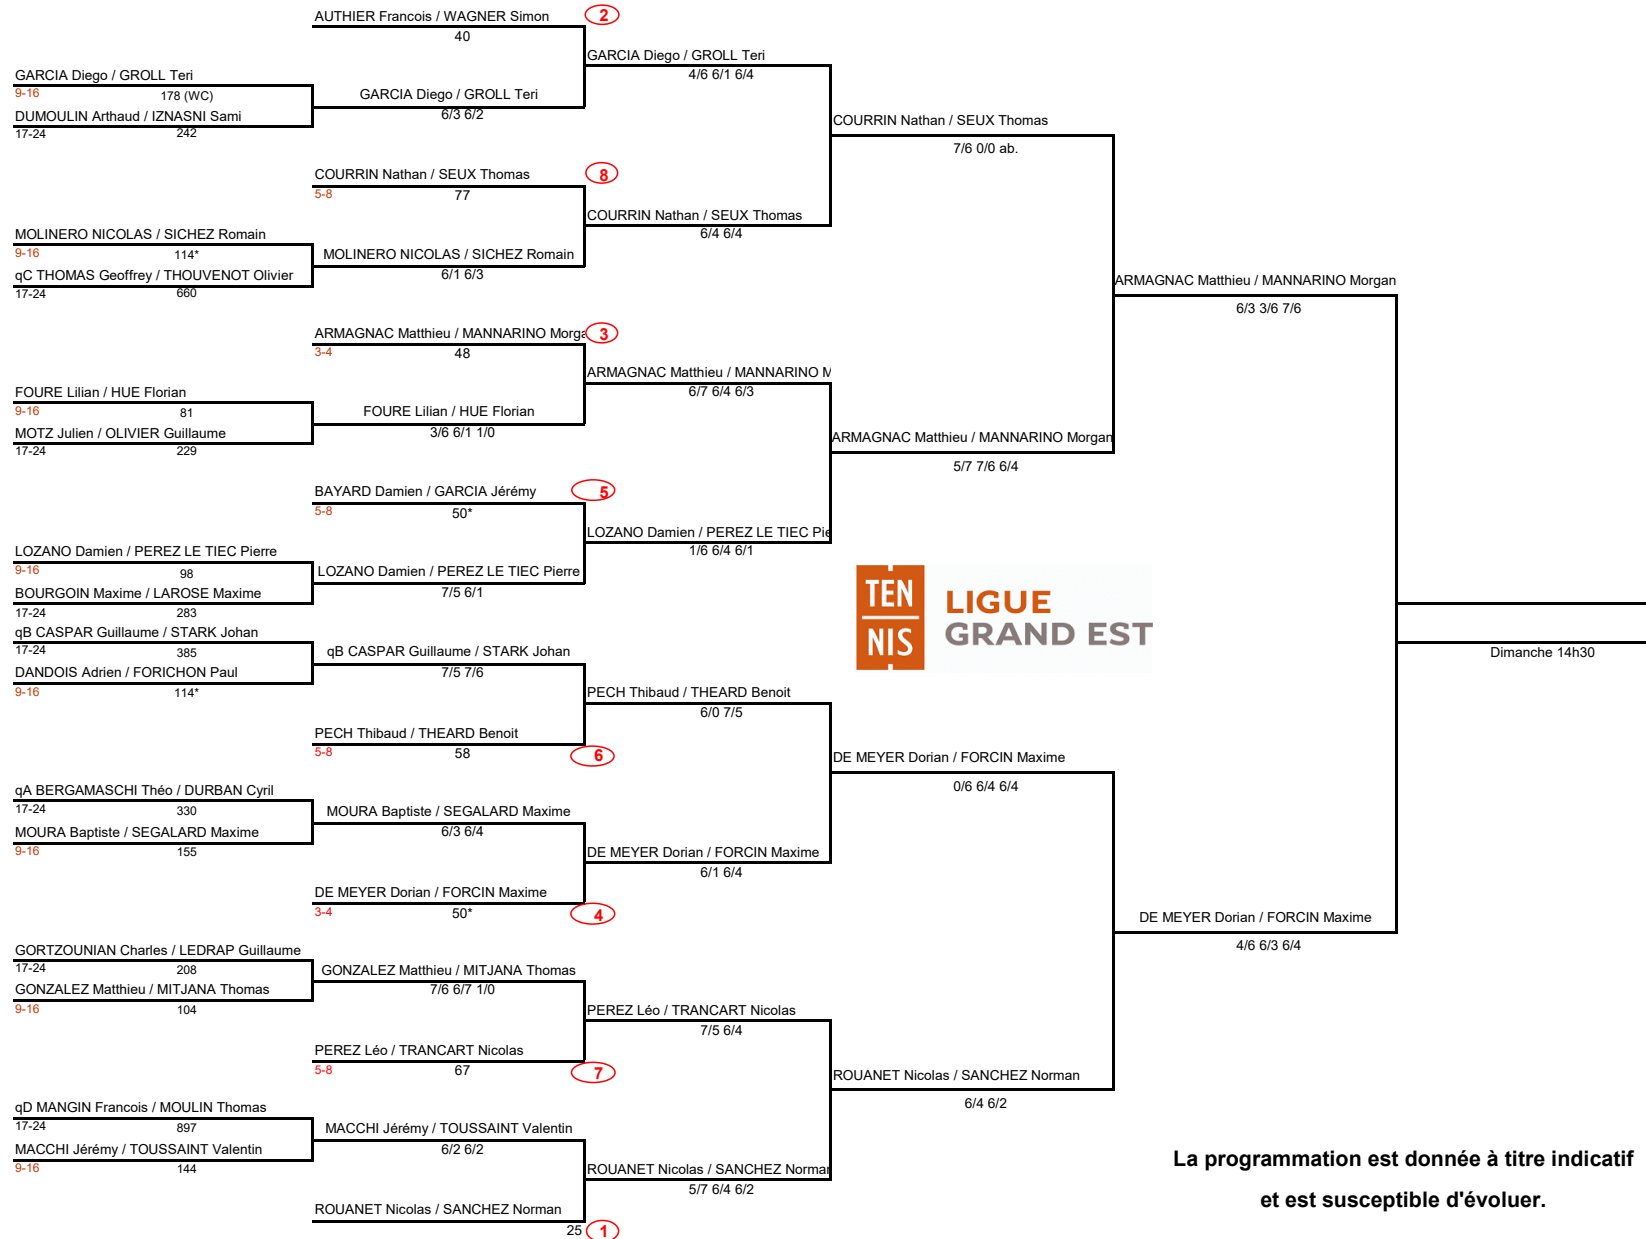 AUTHIER Francois / WAGNER Simon
2
40
GARCIA Diego / GROLL Teri
4/6 6/1 6/4
GARCIA Diego / GROLL Teri
9-16
178 (WC)
GARCIA Diego / GROLL Teri
6/3 6/2
DUMOULIN Arthaud / IZNASNI Sami
17-24
242
COURRIN Nathan / SEUX Thomas
7/6 0/0 ab.
COURRIN Nathan / SEUX Thomas
8
5-8
77
COURRIN Nathan / SEUX Thomas
6/4 6/4
MOLINERO NICOLAS / SICHEZ Romain
9-16
114*
MOLINERO NICOLAS / SICHEZ Romain
6/1 6/3
qC THOMAS Geoffrey / THOUVENOT Olivier
17-24
660
ARMAGNAC Matthieu / MANNARINO Morgan
6/3 3/6 7/6
ARMAGNAC Matthieu / MANNARINO Morga
3
3-4
48
ARMAGNAC Matthieu / MANNARINO M
6/7 6/4 6/3
FOURE Lilian / HUE Florian
9-16
81
FOURE Lilian / HUE Florian
3/6 6/1 1/0
MOTZ Julien / OLIVIER Guillaume
17-24
229
ARMAGNAC Matthieu / MANNARINO Morgan
5/7 7/6 6/4
BAYARD Damien / GARCIA Jérémy
5
5-8
50*
LOZANO Damien / PEREZ LE TIEC Pie
1/6 6/4 6/1
LOZANO Damien / PEREZ LE TIEC Pierre
9-16
98
LOZANO Damien / PEREZ LE TIEC Pierre
7/5 6/1
BOURGOIN Maxime / LAROSE Maxime
17-24
283
TEN
NIS
LIGUE
GRAND EST
qB CASPAR Guillaume / STARK Johan
17-24
385
qB CASPAR Guillaume / STARK Johan
7/5 7/6
Dimanche 14h30
DANDOIS Adrien / FORICHON Paul
9-16
114*
PECH Thibaud / THEARD Benoit
6/0 7/5
PECH Thibaud / THEARD Benoit
5-8
58
6
DE MEYER Dorian / FORCIN Maxime
0/6 6/4 6/4
qA BERGAMASCHI Théo / DURBAN Cyril
17-24
330
MOURA Baptiste / SEGALARD Maxime
6/3 6/4
MOURA Baptiste / SEGALARD Maxime
9-16
155
DE MEYER Dorian / FORCIN Maxime
6/1 6/4
DE MEYER Dorian / FORCIN Maxime
3-4
50*
4
DE MEYER Dorian / FORCIN Maxime
4/6 6/3 6/4
GORTZOUNIAN Charles / LEDRAP Guillaume
17-24
208
GONZALEZ Matthieu / MITJANA Thomas
7/6 6/7 1/0
GONZALEZ Matthieu / MITJANA Thomas
9-16
104
PEREZ Léo / TRANCART Nicolas
7/5 6/4
PEREZ Léo / TRANCART Nicolas
5-8
67
7
ROUANET Nicolas / SANCHEZ Norman
6/4 6/2
qD MANGIN Francois / MOULIN Thomas
17-24
897
MACCHI Jérémy / TOUSSAINT Valentin
6/2 6/2
MACCHI Jérémy / TOUSSAINT Valentin
9-16
144
ROUANET Nicolas / SANCHEZ Norman
5/7 6/4 6/2
ROUANET Nicolas / SANCHEZ Norman
25
1
La programmation est donnée à titre indicatif
et est susceptible d'évoluer.